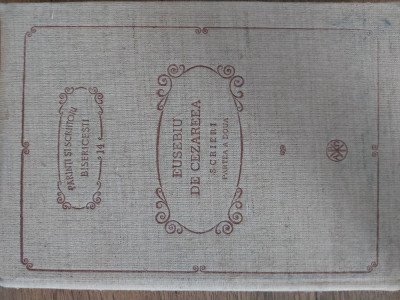 PĂRINȚI ȘI SCRIITORI
BISERICEȘTI
14
EUSEBIU
DE CEZAREEA
SCRIERI
PARTEA A DOUA